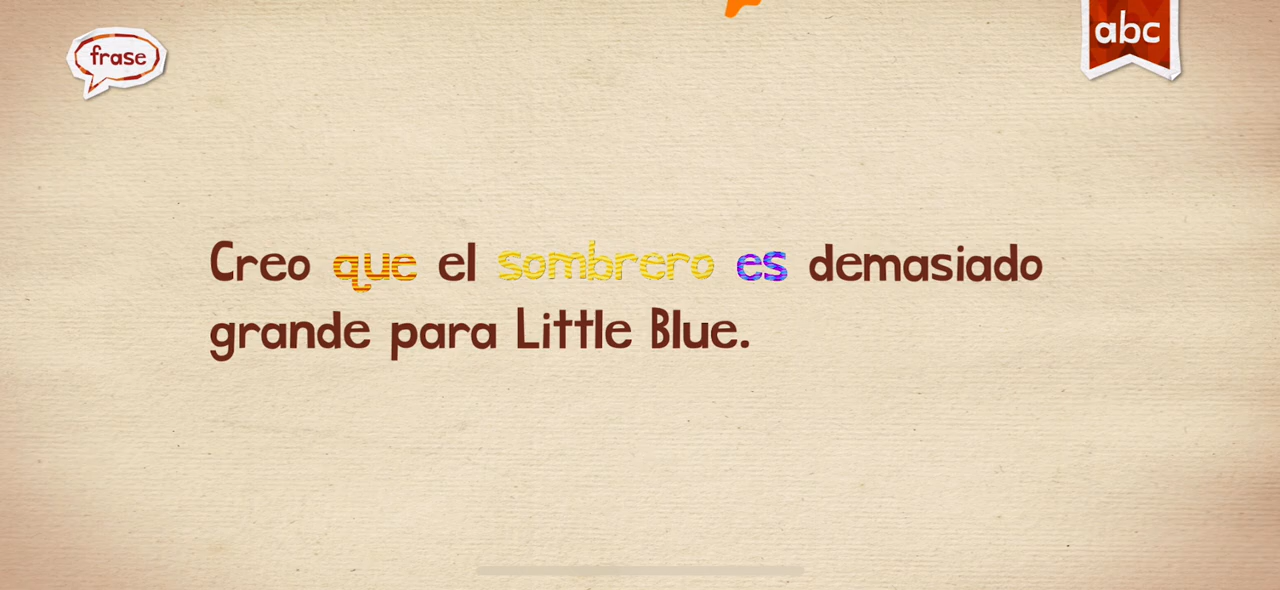 frase
abc
Creo que el sombrero es demasiado
grande para Little Blue.